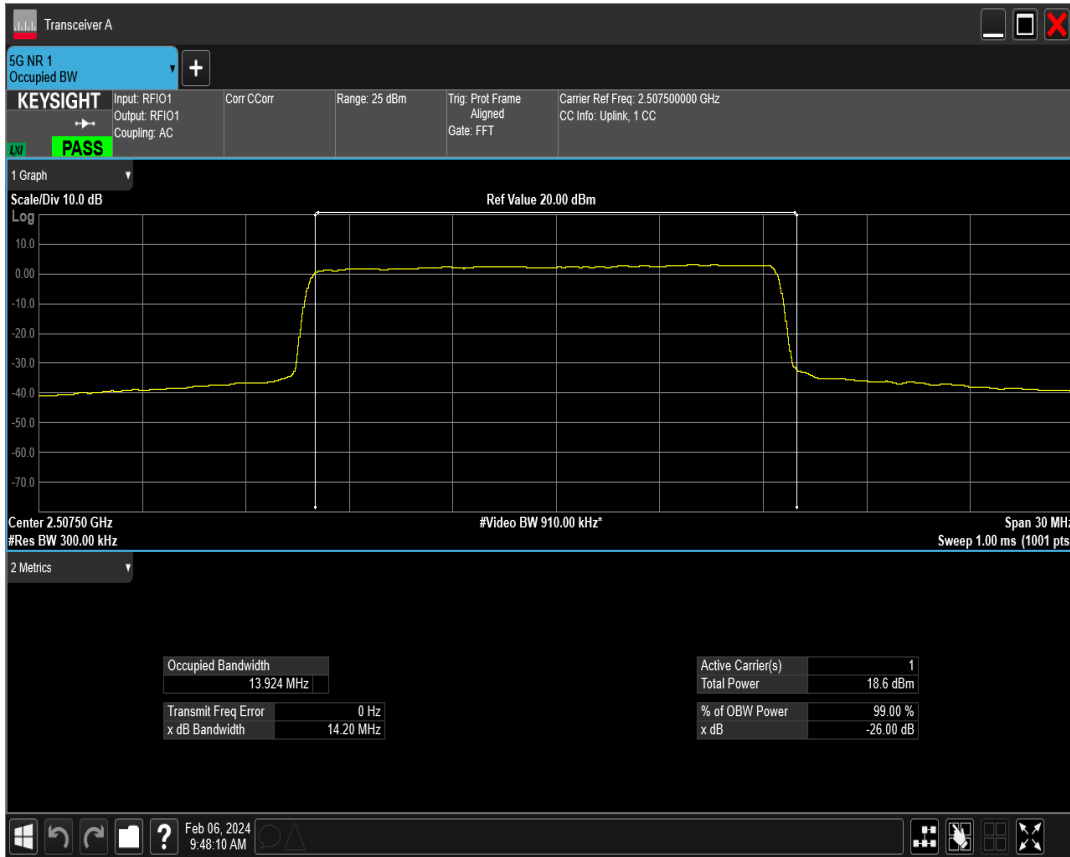 Transceiver A
5G NR 1
Occupied BW
KEYSIGHT
LXI
PASS
Input: RFIO1
Output: RFIO1
Coupling: AC
Corr CCorr
Range: 25 dBm
Trig: Prot Frame
Aligned
Gate: FFT
Carrier Ref Freq: 2.507500000 GHz
CC Info: Uplink, 1 CC
1 Graph
Scale/Div 10.0 dB
Ref Value 20.00 dBm
Log
10.0
0.00
-10.0
-20.0
-30.0
-40.0
-50.0
-60.0
-70.0
Center 2.50750 GHz
#Video BW 910.00 kHz*
Span 30 MHz
#Res BW 300.00 kHz
Sweep 1.00 ms (1001 pts
2 Metrics
Occupied Bandwidth
13.924 MHz
Transmit Freq Error 0 Hz
x dB Bandwidth 14.20 MHz
Active Carrier(s) 1
Total Power 18.6 dBm
% of OBW Power 99.00 %
x dB -26.00 dB
?
Feb 06, 2024
9:48:10 AM